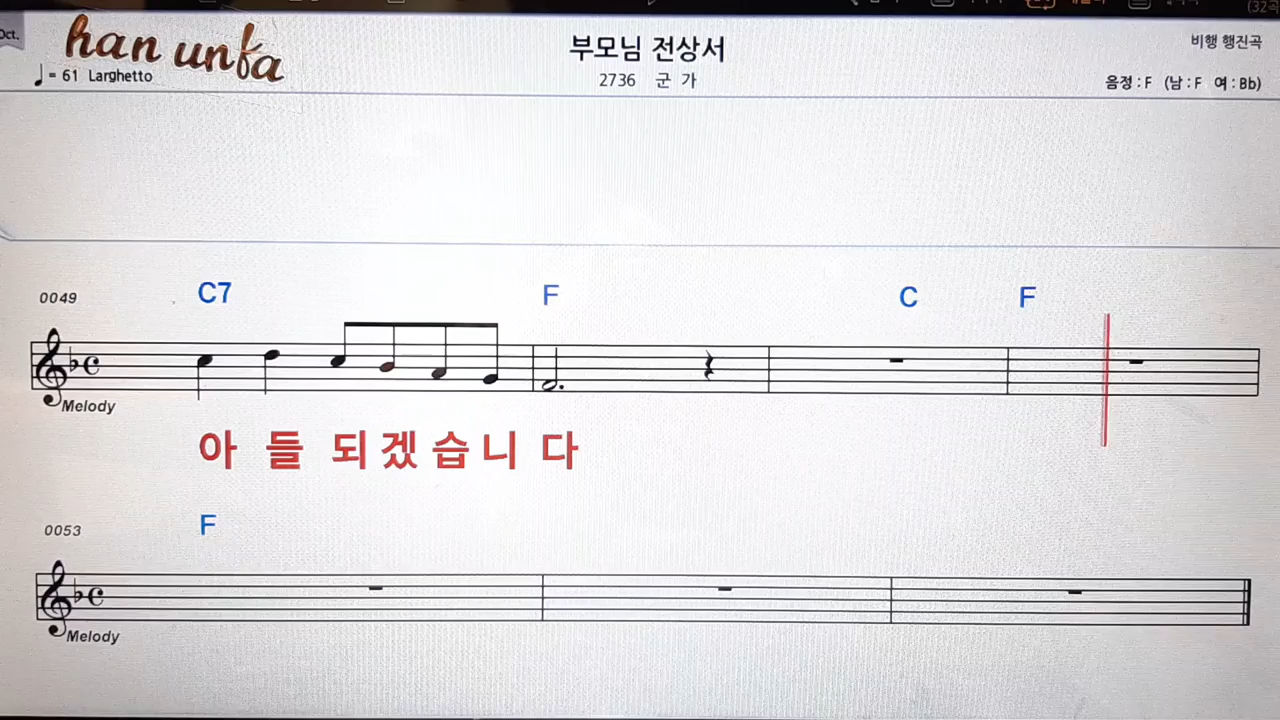 Oct.
han unfa
부모님 전상서
비행 행진곡
♩= 61 Larghetto
2736 군 가
음정 : F (남 : F 여 : Bb)
0049
C7 F C F
Melody
아 들 되 겠 습 니 다
0053
F
Melody